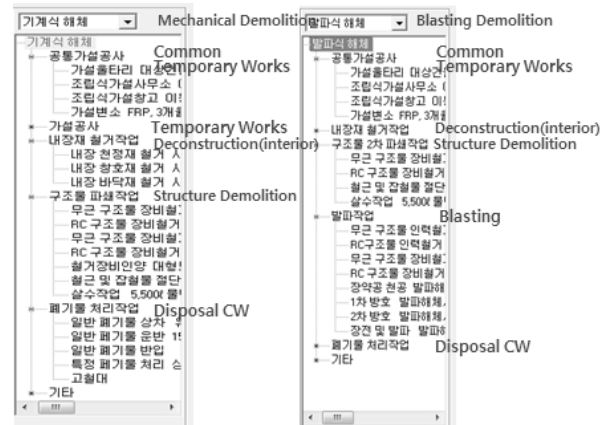 기계식 해체 Mechanical Demolition
기계식 해체
공통가설공사 Common
가설울타리 Temporary Works
조립식가설사무소
조립식가설창고
가설변소 FRP, 3개월
가설공사 Temporary Works
내장재 철거작업 Deconstruction(interior)
내장 천정재 철거
내장 창호재 철거
내장 바닥재 철거
구조물 파쇄작업 Structure Demolition
무근 구조물 장비철거
RC 구조물 장비철거
무근 구조물 장비철거
RC 구조물 장비철거
철거장비인양 대형
철근 및 잡철물 절단
살수작업 5,500ℓ
폐기물 처리작업 Disposal CW
일반 폐기물 상차
일반 폐기물 운반 15
일반 폐기물 반입
특정 폐기물 처리
고철대
기타
발파식 해체 Blasting Demolition
발파식 해체
공통가설공사 Common
가설울타리 Temporary Works
조립식가설사무소
조립식가설창고
가설변소 FRP, 3개월
내장재 철거작업 Deconstruction(interior)
구조물 2차 파쇄작업 Structure Demolition
무근 구조물 장비철거
RC 구조물 장비철거
철근 및 잡철물 절단
살수작업 5,500ℓ
발파작업 Blasting
무근 구조물 인력철거
RC구조물 인력철거
무근 구조물 장비철거
RC 구조물 장비철거
장약공 천공 발파해
1차 방호 발파해체
2차 방호 발파해체
장전 및 발파 발파
폐기물 처리작업 Disposal CW
기타